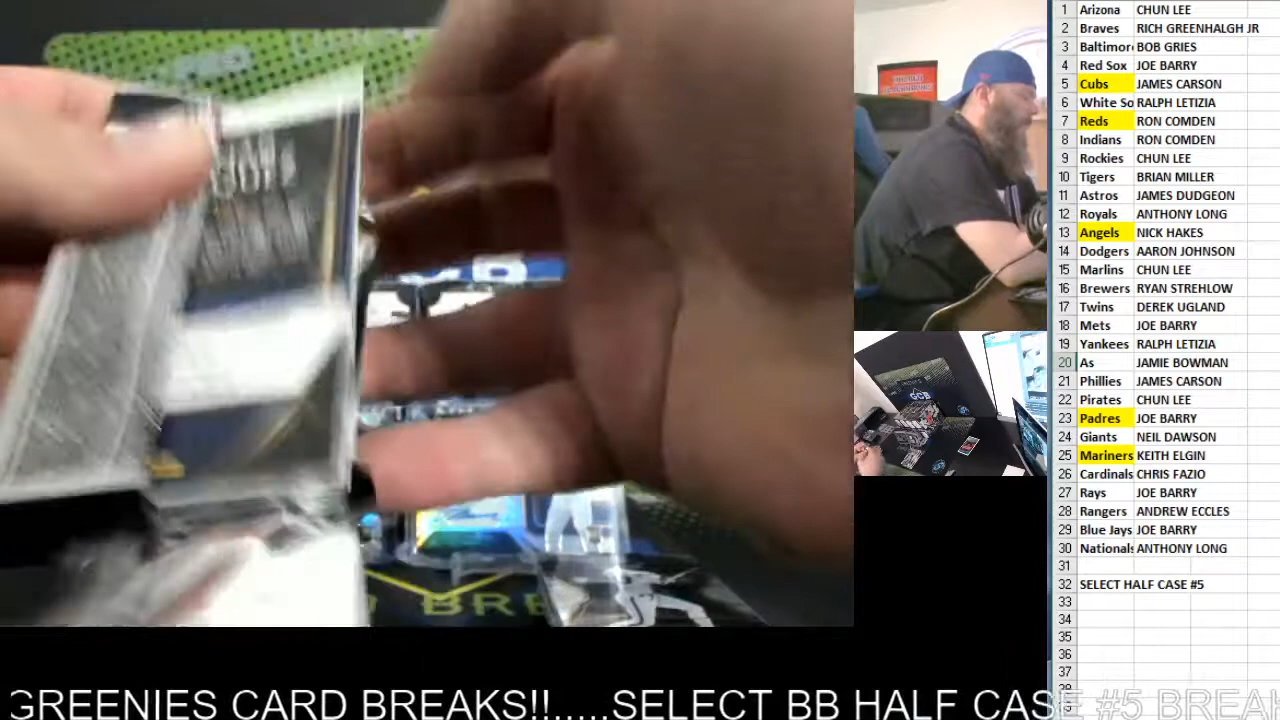 1 Arizona CHUN LEE
2 Braves RICH GREENHALGH JR
3 Baltimor BOB GRIES
4 Red Sox JOE BARRY
5 Cubs JAMES CARSON
6 White So RALPH LETIZIA
7 Reds RON COMDEN
8 Indians RON COMDEN
9 Rockies CHUN LEE
10 Tigers BRIAN MILLER
11 Astros JAMES DUDGEON
12 Royals ANTHONY LONG
13 Angels NICK HAKES
14 Dodgers AARON JOHNSON
15 Marlins CHUN LEE
16 Brewers RYAN STREHLOW
17 Twins DEREK UGLAND
18 Mets JOE BARRY
19 Yankees RALPH LETIZIA
20 As JAMIE BOWMAN
21 Phillies JAMES CARSON
22 Pirates CHUN LEE
23 Padres JOE BARRY
24 Giants NEIL DAWSON
25 Mariners KEITH ELGIN
26 Cardinals CHRIS FAZIO
27 Rays JOE BARRY
28 Rangers ANDREW ECCLES
29 Blue Jays JOE BARRY
30 Nationals ANTHONY LONG
31
32 SELECT HALF CASE #5
33
34
35
36
37
GREENIES CARD BREAKS!!.....SELECT BB HALF CASE #5 BREA